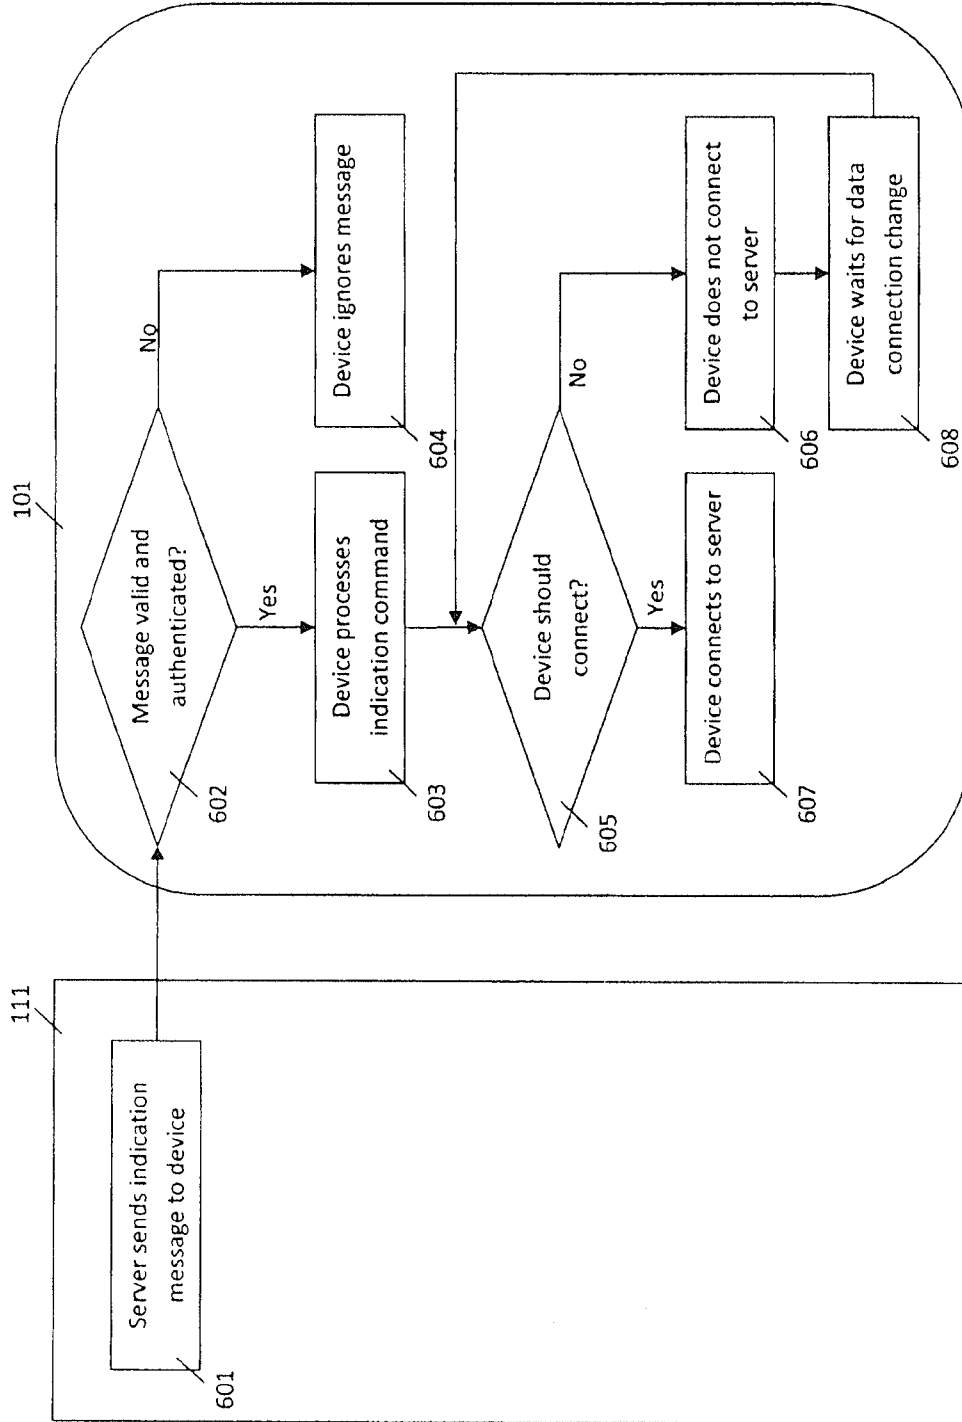 111
Server sends indication
message to device
601
101
Message valid and
authenticated?
602
No
Yes
Device processes
indication command
603
Device ignores message
604
Device should
connect?
605
No
Yes
Device connects to server
607
Device does not connect
to server
606
Device waits for data
connection change
608